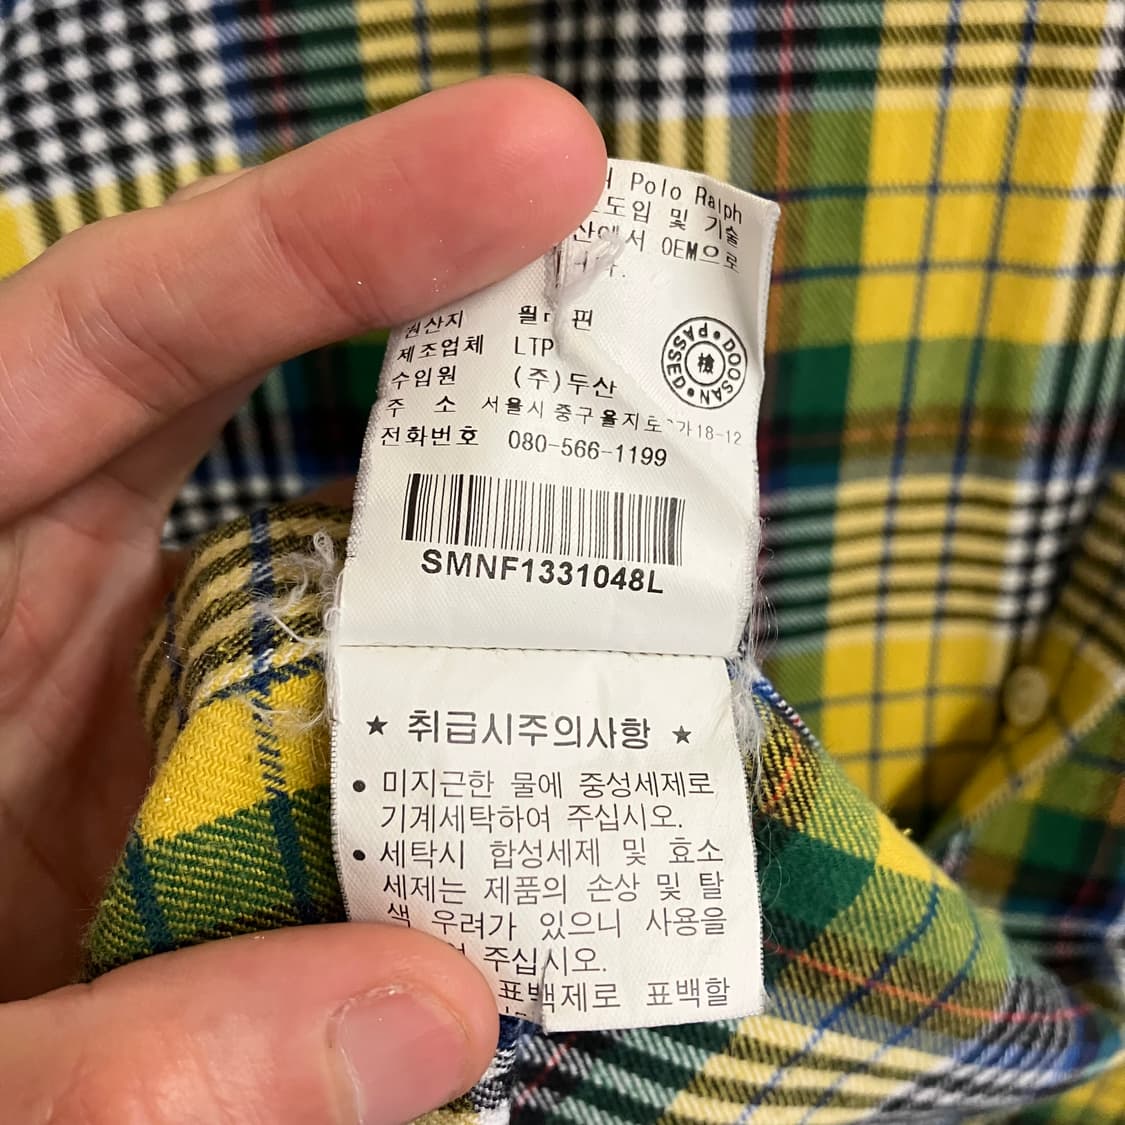 Polo Ralph
도입 및 기술
산에서 OEM으로
원산지
제조업체 LTP
수입원 (주)두산
주 소 서울시 중구 을지로 가18-12
전화번호 080-566-1199
PASSED • DOOSAN •
檢
SMNF1331048L
★ 취급시주의사항 ★
• 미지근한 물에 중성세제로
기계세탁하여 주십시오.
• 세탁시 합성세제 및 효소
세제는 제품의 손상 및 탈
색 우려가 있으니 사용을
주십시오.
표백제로 표백할